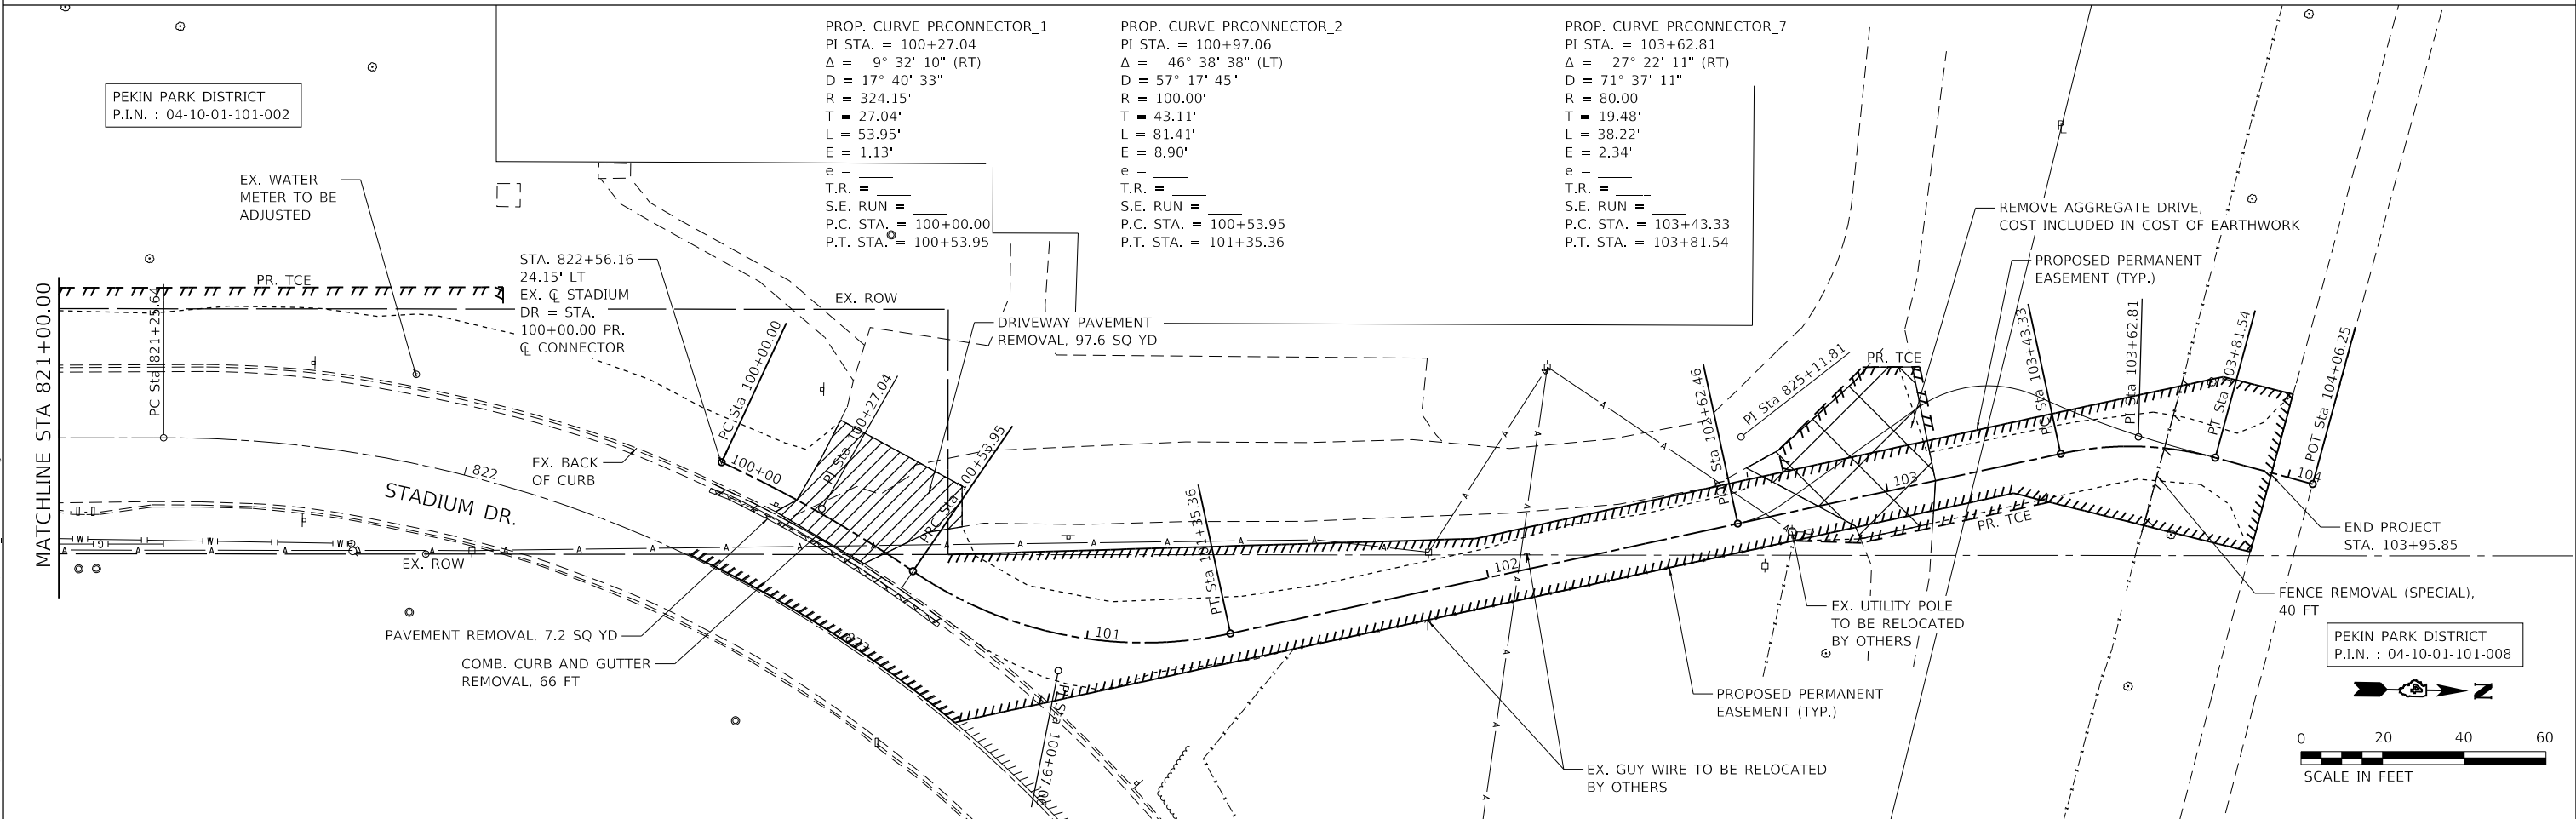 PROP. CURVE PRCONNECTOR_1
PI STA. = 100+27.04
Δ = 9° 32' 10" (RT)
D = 17° 40' 33"
R = 324.15'
T = 27.04'
L = 53.95'
E = 1.13'
e = ____
T.R. = ____
S.E. RUN = ____
P.C. STA. = 100+00.00
P.T. STA. = 100+53.95
PROP. CURVE PRCONNECTOR_2
PI STA. = 100+97.06
Δ = 46° 38' 38" (LT)
D = 57° 17' 45"
R = 100.00'
T = 43.11'
L = 81.41'
E = 8.90'
e = ____
T.R. = ____
S.E. RUN = ____
P.C. STA. = 100+53.95
P.T. STA. = 101+35.36
PROP. CURVE PRCONNECTOR_7
PI STA. = 103+62.81
Δ = 27° 22' 11" (RT)
D = 71° 37' 11"
R = 80.00'
T = 19.48'
L = 38.22'
E = 2.34'
e = ____
T.R. = ____
S.E. RUN = ____
P.C. STA. = 103+43.33
P.T. STA. = 103+81.54
PEKIN PARK DISTRICT
P.I.N. : 04-10-01-101-002
EX. WATER
METER TO BE
ADJUSTED
MATCHLINE STA 821+00.00
PR. TCE
PC Sta 821+25.64
STA. 822+56.16
24.15' LT
EX. ℄ STADIUM
DR = STA.
100+00.00 PR.
℄ CONNECTOR
EX. ROW
DRIVEWAY PAVEMENT
REMOVAL, 97.6 SQ YD
PC Sta 100+00.00
PI Sta 100+27.04
PRC Sta 100+53.95
100+00
822
STADIUM DR.
EX. BACK
OF CURB
EX. ROW
PAVEMENT REMOVAL, 7.2 SQ YD
COMB. CURB AND GUTTER
REMOVAL, 66 FT
823
101
PI Sta 100+97.06
PT Sta 101+35.36
102
Sta 102+62.46
PI Sta 825+11.81
PR. TCE
103
REMOVE AGGREGATE DRIVE,
COST INCLUDED IN COST OF EARTHWORK
PROPOSED PERMANENT
EASEMENT (TYP.)
PC Sta 103+43.33
PI Sta 103+62.81
PT Sta 103+81.54
POT Sta 104+06.25
104
PR. TCE
END PROJECT
STA. 103+95.85
FENCE REMOVAL (SPECIAL),
40 FT
EX. UTILITY POLE
TO BE RELOCATED
BY OTHERS
PROPOSED PERMANENT
EASEMENT (TYP.)
EX. GUY WIRE TO BE RELOCATED
BY OTHERS
PEKIN PARK DISTRICT
P.I.N. : 04-10-01-101-008
N
0 20 40 60
SCALE IN FEET